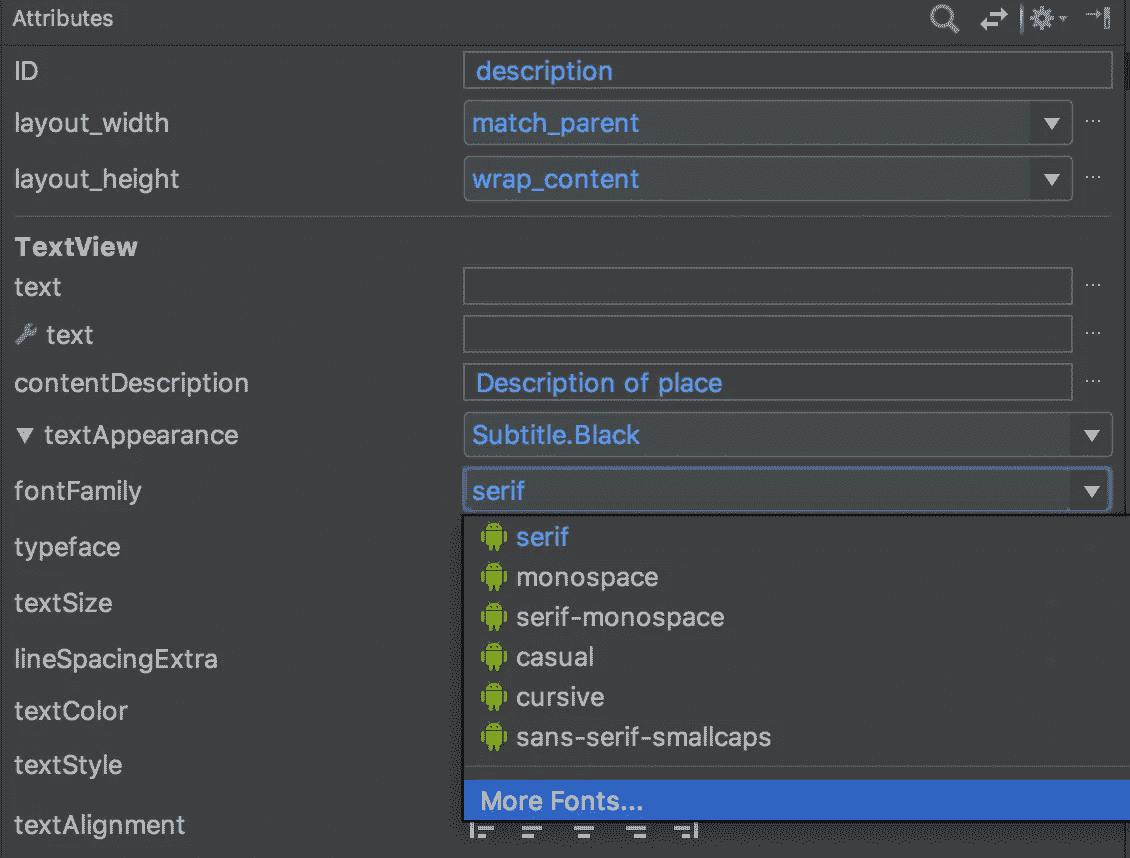 Attributes
ID description
layout_width match_parent ...
layout_height wrap_content ...
TextView
text ...
text ...
contentDescription Description of place ...
textAppearance Subtitle.Black
fontFamily serif
serif
typeface
monospace
textSize
serif-monospace
lineSpacingExtra
casual
textColor
cursive
textStyle
sans-serif-smallcaps
More Fonts...
textAlignment